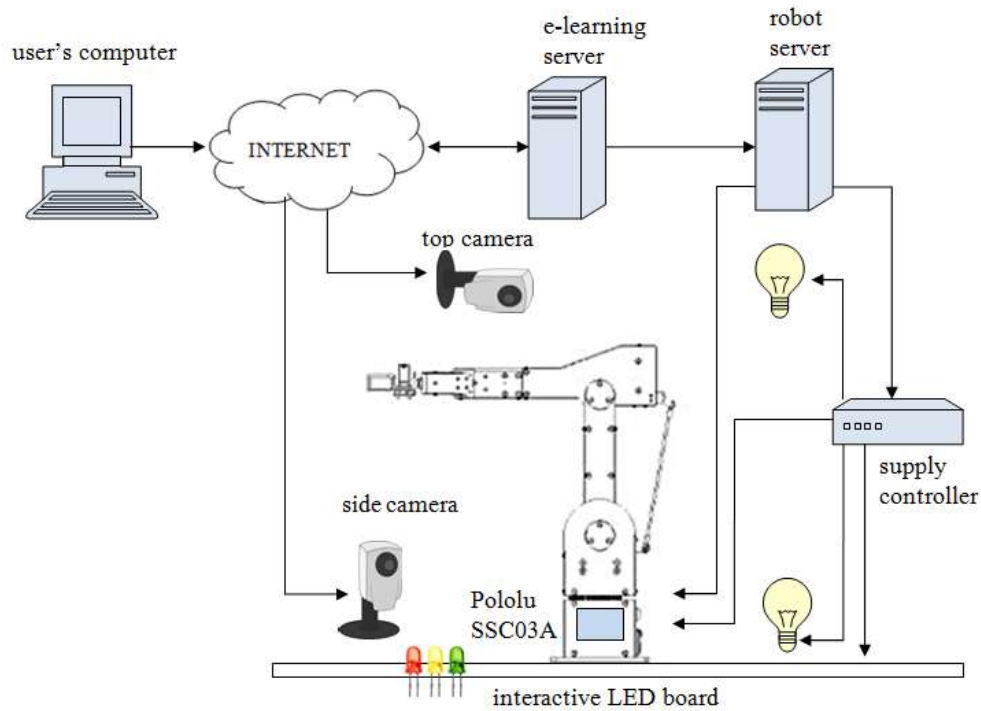 user's computer
e-learning
server
robot
server
INTERNET
top camera
supply
controller
side camera
Pololu
SSC03A
interactive LED board